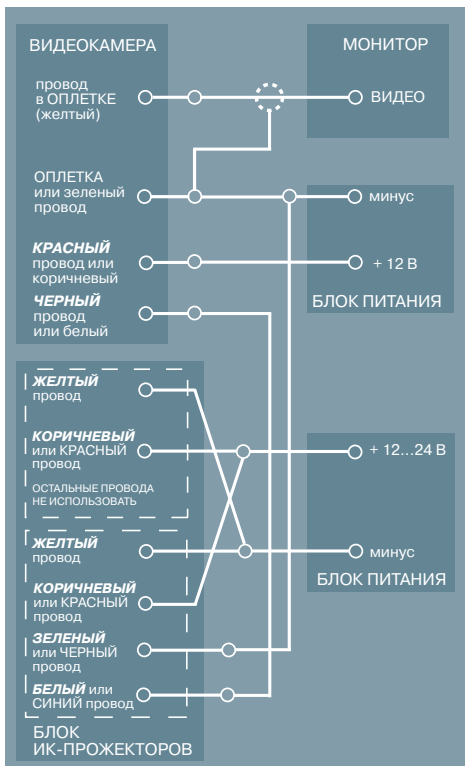 ВИДЕОКАМЕРА
МОНИТОР
провод
в ОПЛЕТКЕ
(желтый)
ВИДЕО
ОПЛЕТКА
или зеленый
провод
минус
КРАСНЫЙ
провод или
коричневый
+ 12 В
ЧЕРНЫЙ
провод
или белый
БЛОК ПИТАНИЯ
ЖЕЛТЫЙ
провод
КОРИЧНЕВЫЙ
или КРАСНЫЙ
провод
+ 12...24 В
ОСТАЛЬНЫЕ ПРОВОДА
НЕ ИСПОЛЬЗОВАТЬ
ЖЕЛТЫЙ
провод
минус
БЛОК ПИТАНИЯ
КОРИЧНЕВЫЙ
или КРАСНЫЙ
провод
ЗЕЛЕНЫЙ
или ЧЕРНЫЙ
провод
БЕЛЫЙ или
СИНИЙ провод
БЛОК
ИК-ПРОЖЕКТОРОВ